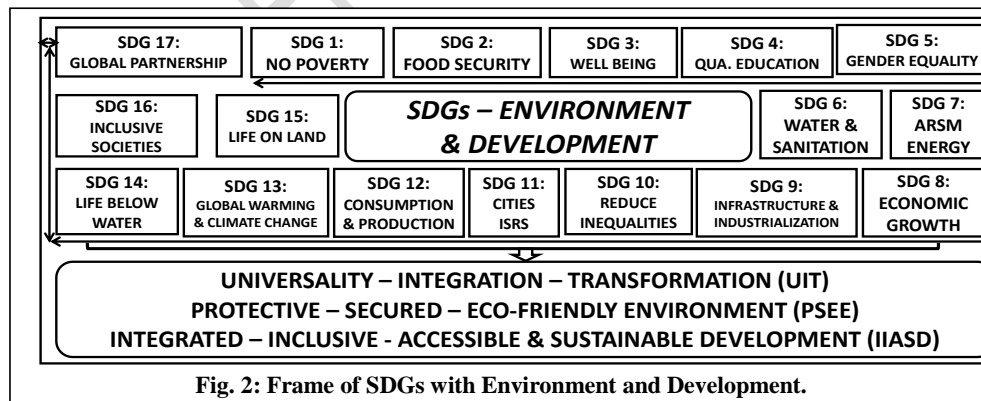 SDG 17:
GLOBAL PARTNERSHIP
SDG 1:
NO POVERTY
SDG 2:
FOOD SECURITY
SDG 3:
WELL BEING
SDG 4:
QUA. EDUCATION
SDG 5:
GENDER EQUALITY
SDG 16:
INCLUSIVE
SOCIETIES
SDG 15:
LIFE ON LAND
SDGs – ENVIRONMENT
& DEVELOPMENT
SDG 6:
WATER &
SANITATION
SDG 7:
ARSM
ENERGY
SDG 14:
LIFE BELOW
WATER
SDG 13:
GLOBAL WARMING
& CLIMATE CHANGE
SDG 12:
CONSUMPTION
& PRODUCTION
SDG 11:
CITIES
ISRS
SDG 10:
REDUCE
INEQUALITIES
SDG 9:
INFRASTRUCTURE &
INDUSTRIALIZATION
SDG 8:
ECONOMIC
GROWTH
UNIVERSALITY – INTEGRATION – TRANSFORMATION (UIT)
PROTECTIVE – SECURED – ECO-FRIENDLY ENVIRONMENT (PSEE)
INTEGRATED – INCLUSIVE - ACCESSIBLE & SUSTAINABLE DEVELOPMENT (IIASD)
Fig. 2: Frame of SDGs with Environment and Development.